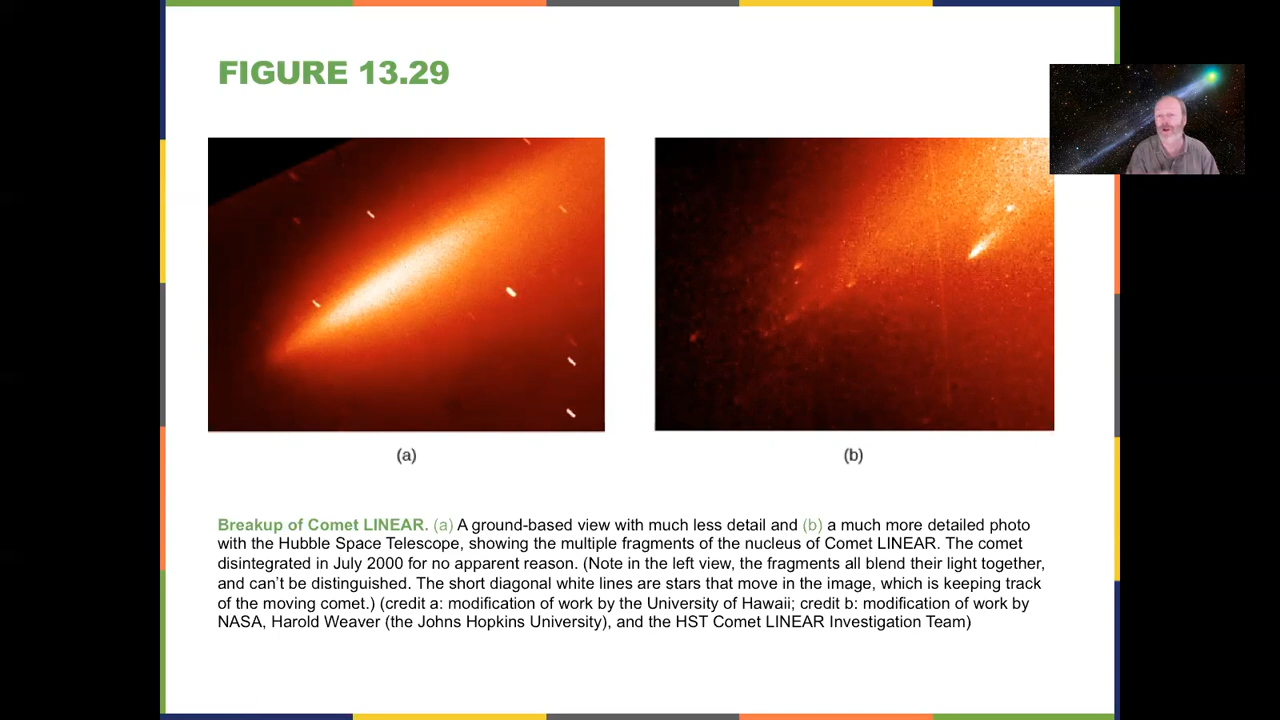 FIGURE 13.29
(a)
(b)
Breakup of Comet LINEAR. (a) A ground-based view with much less detail and (b) a much more detailed photo
with the Hubble Space Telescope, showing the multiple fragments of the nucleus of Comet LINEAR. The comet
disintegrated in July 2000 for no apparent reason. (Note in the left view, the fragments all blend their light together,
and can’t be distinguished. The short diagonal white lines are stars that move in the image, which is keeping track
of the moving comet.) (credit a: modification of work by the University of Hawaii; credit b: modification of work by
NASA, Harold Weaver (the Johns Hopkins University), and the HST Comet LINEAR Investigation Team)